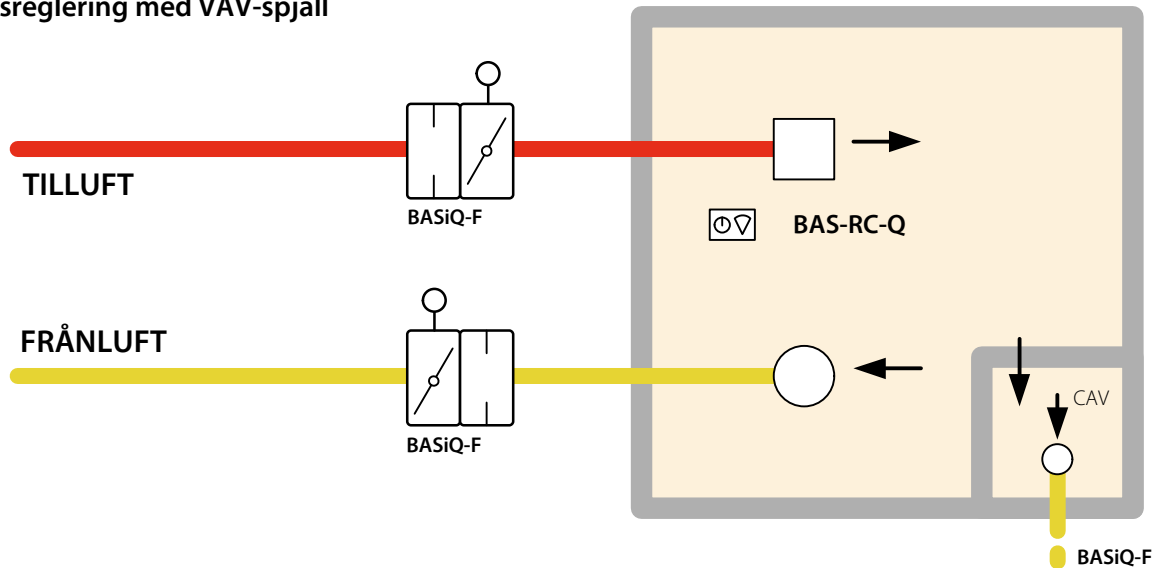 sreglering med VAV-spjäll
TILLUFT
BASiQ-F
BAS-RC-Q
FRÅNLUFT
BASiQ-F
CAV
BASiQ-F